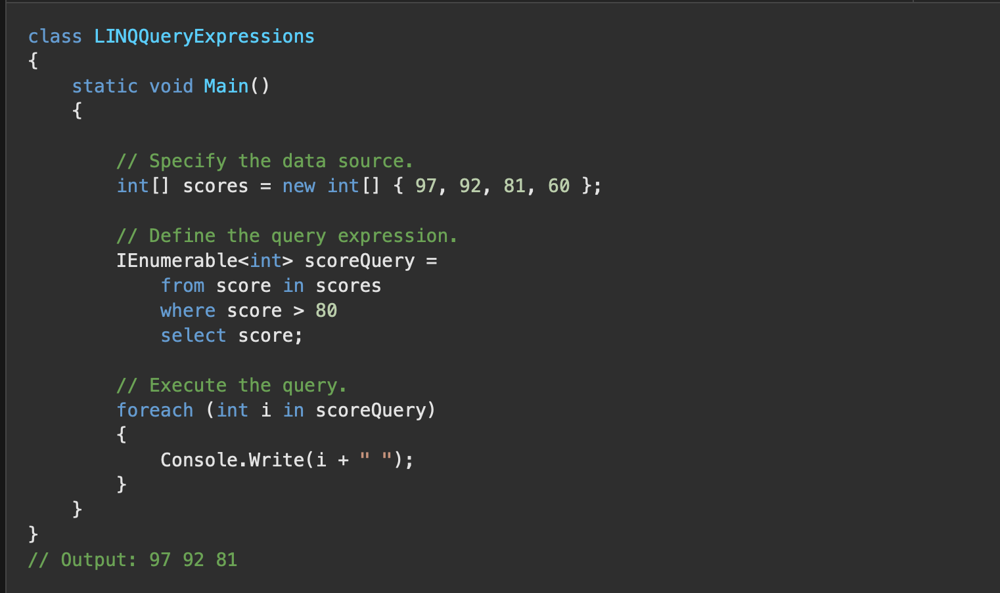 class LINQQueryExpressions
{
    static void Main()
    {

        // Specify the data source.
        int[] scores = new int[] { 97, 92, 81, 60 };

        // Define the query expression.
        IEnumerable<int> scoreQuery =
            from score in scores
            where score > 80
            select score;

        // Execute the query.
        foreach (int i in scoreQuery)
        {
            Console.Write(i + " ");
        }
    }
}
// Output: 97 92 81